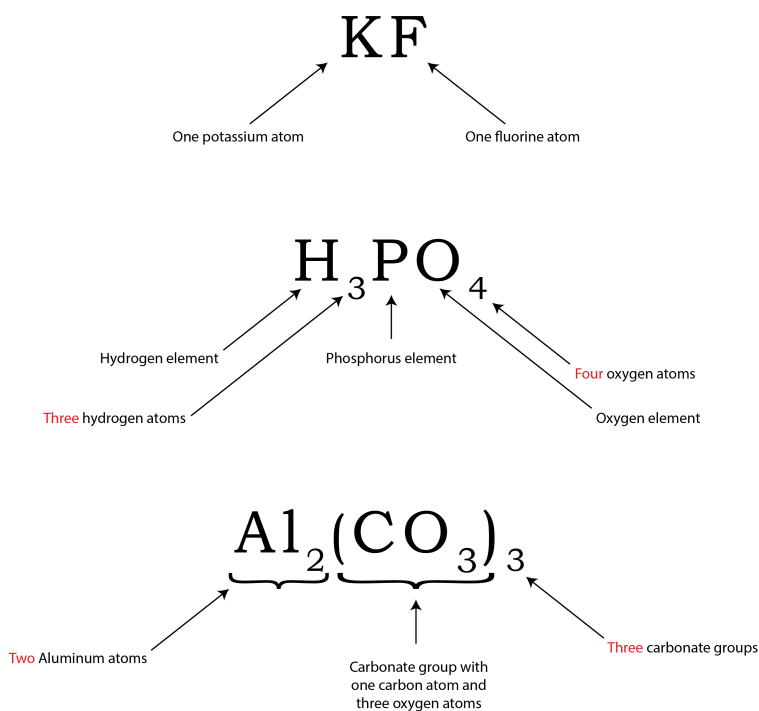 KF
One potassium atom
One fluorine atom
H₃PO₄
Hydrogen element
Phosphorus element
Four oxygen atoms
Three hydrogen atoms
Oxygen element
Al₂(CO₃)₃
Two Aluminum atoms
Three carbonate groups
Carbonate group with
one carbon atom and
three oxygen atoms